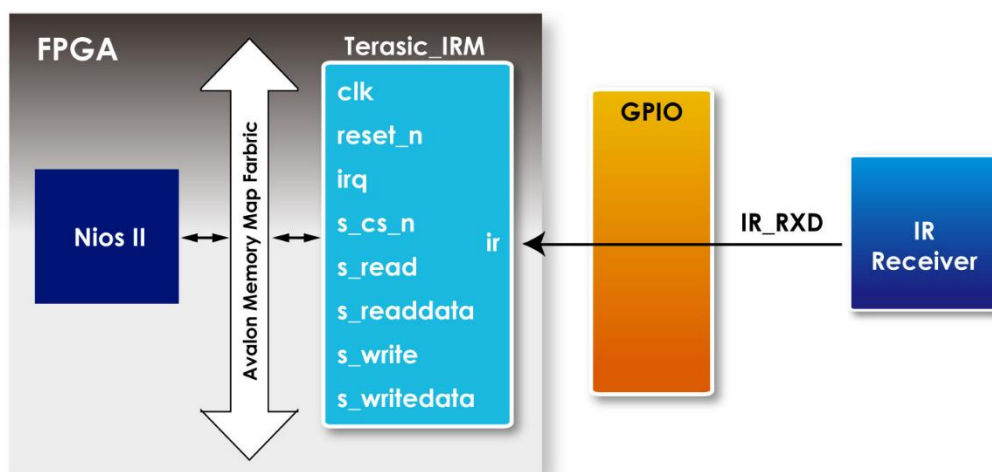 FPGA
Terasic_IRM
Nios II
Avalon Memory Map Farbric
clk
reset_n
irq
s_cs_n
s_read
s_readdata
s_write
s_writedata
ir
GPIO
IR_RXD
IR
Receiver